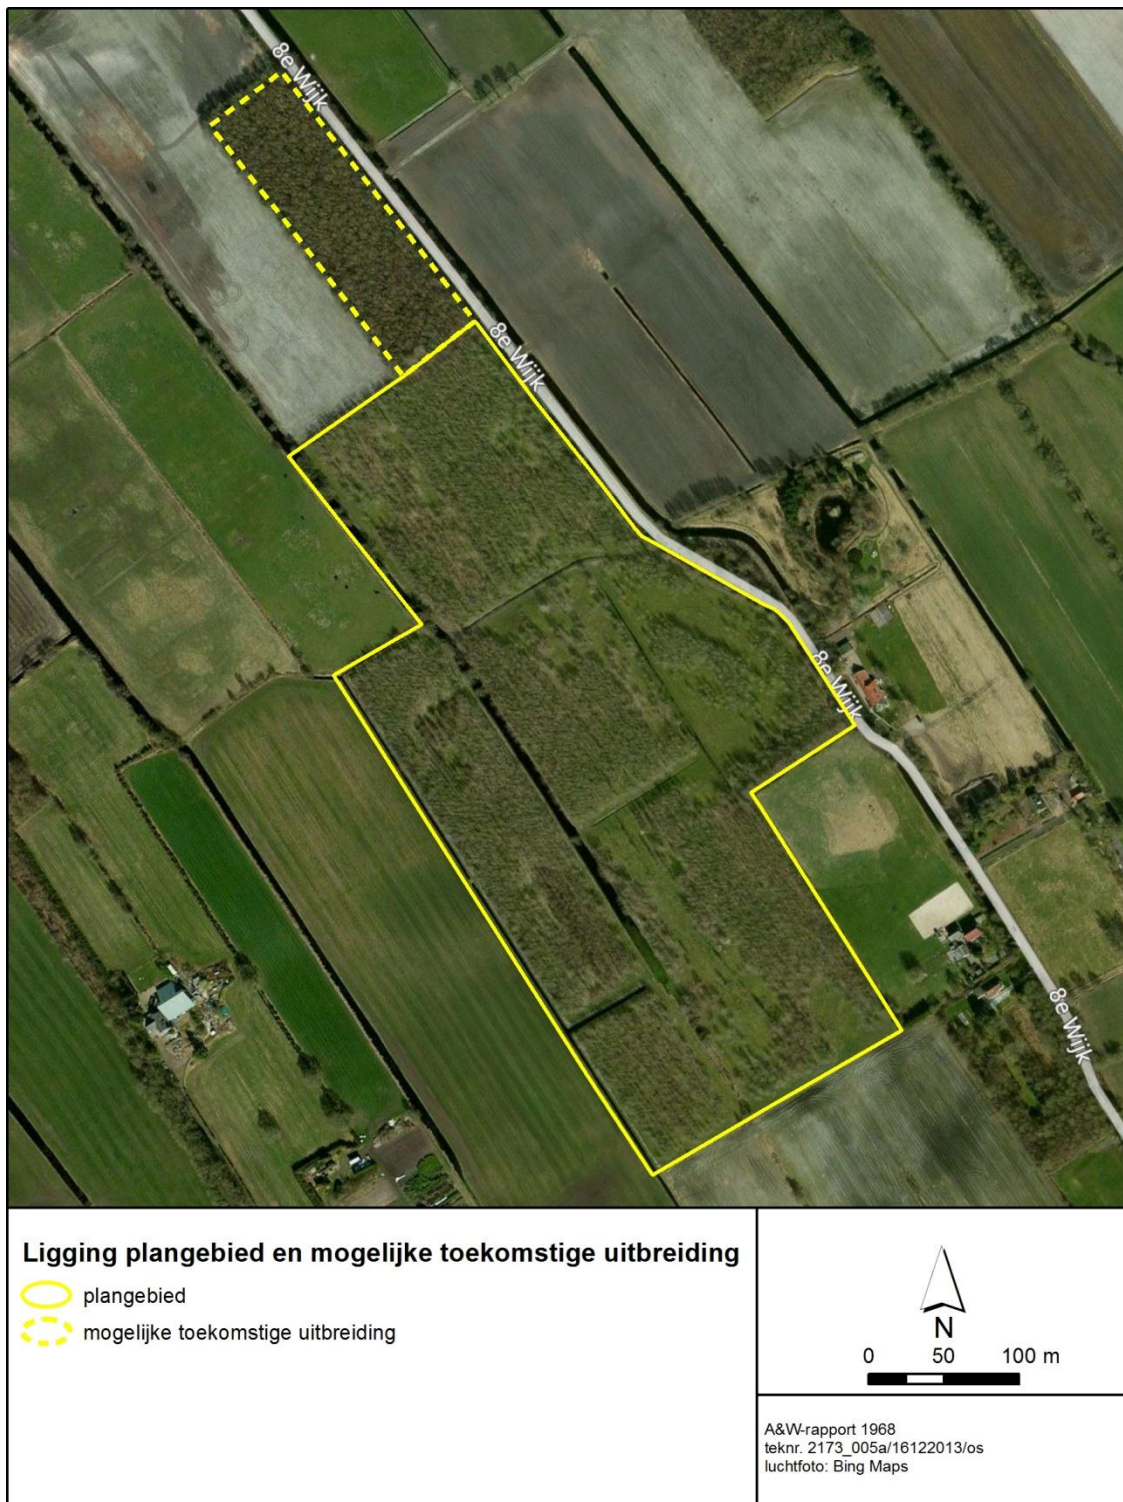 8e Wijk
8e Wijk
8e Wijk
8e Wijk
Ligging plangebied en mogelijke toekomstige uitbreiding
plangebied
mogelijke toekomstige uitbreiding
N
0 50 100 m
A&W-rapport 1968
teknr. 2173_005a/16122013/os
luchtfoto: Bing Maps